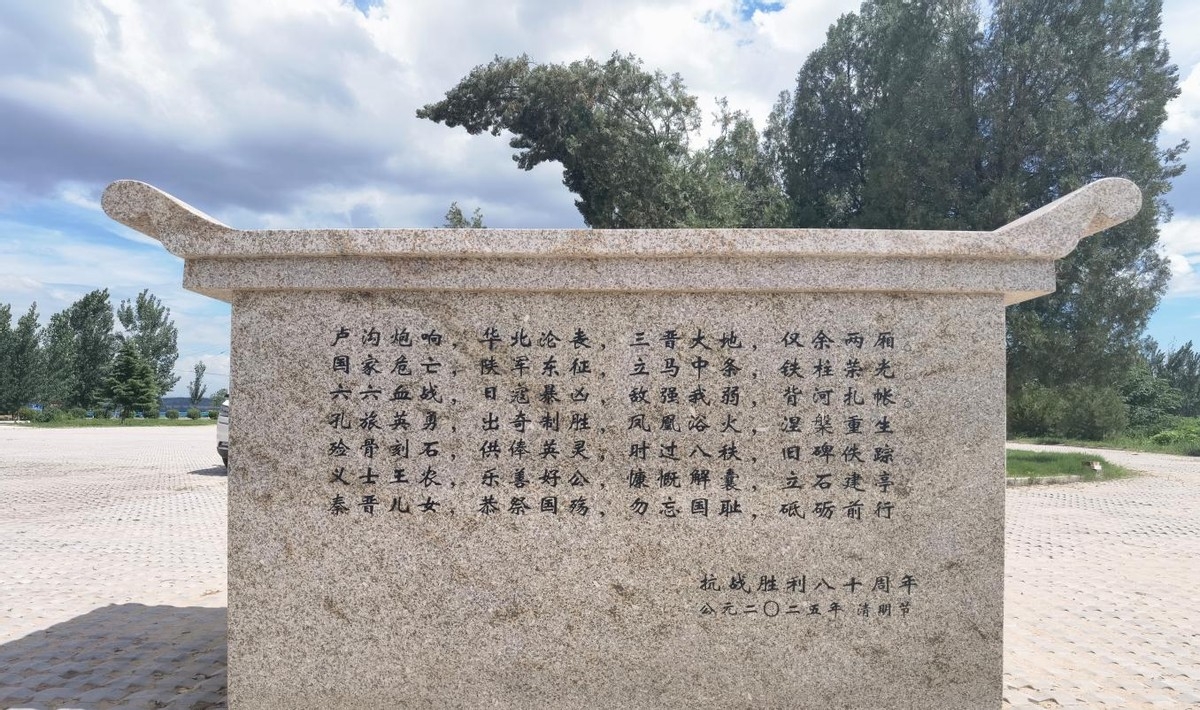 卢沟炮响，华北沦丧，三晋大地，仅余两厢。
国家危亡，陕军东征，立马中条，铁柱荣光。
六六血战，日寇暴凶，敌强我弱，背河扎帐。
孔旅英勇，出奇制胜，凤凰浴火，涅槃重生。
殓骨刻石，供俸英灵，时过八秩，旧碑佚踪。
义士王农，乐善好公，慷慨解囊，立石建享。
秦晋儿女，恭祭国殇，勿忘国耻，砥砺前行。
抗战胜利八十周年
公元二〇二五年 清明节